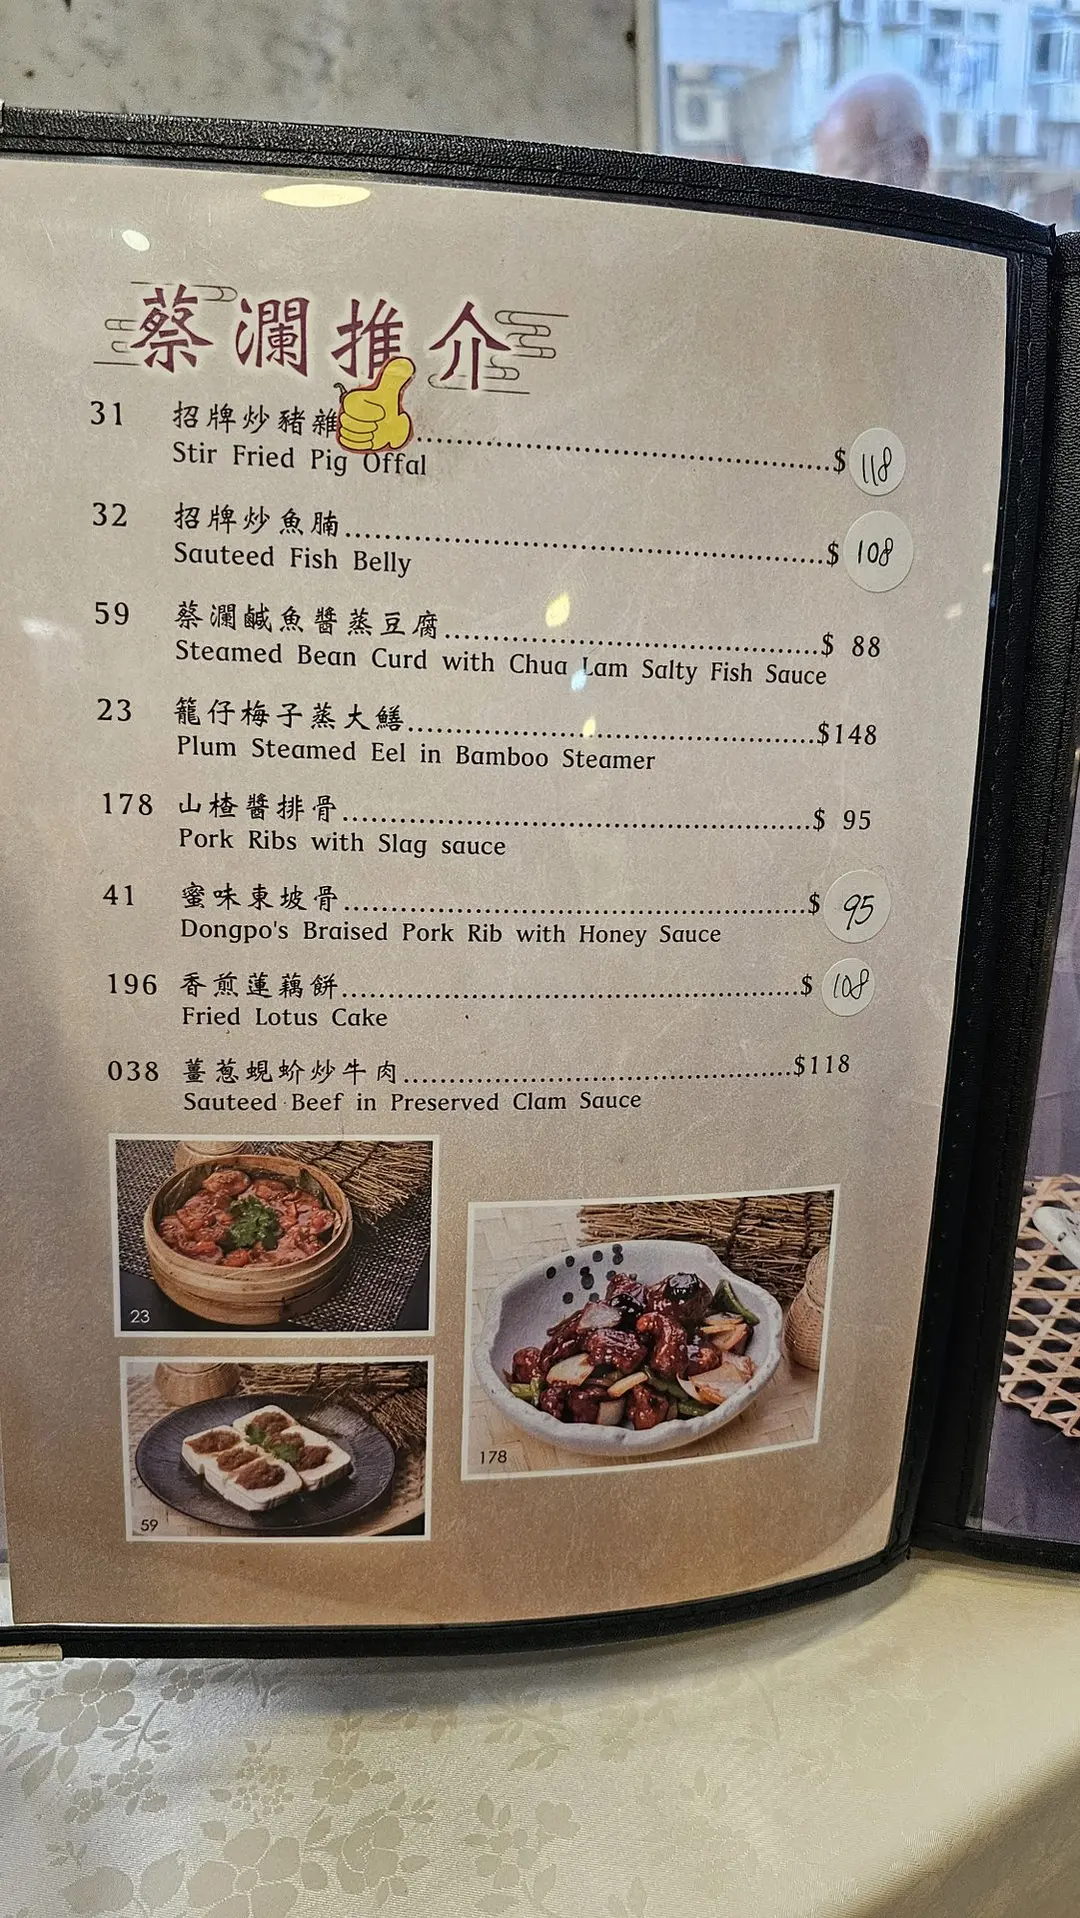 蔡瀾推介
31 招牌炒豬雜..............................$ 118
Stir Fried Pig Offal
32 招牌炒魚腩..............................$ 108
Sauteed Fish Belly
59 蔡瀾鹹魚醬蒸豆腐..............................$ 88
Steamed Bean Curd with Chua Lam Salty Fish Sauce
23 籠仔梅子蒸大鱔..............................$148
Plum Steamed Eel in Bamboo Steamer
178 山楂醬排骨..............................$ 95
Pork Ribs with Slag sauce
41 蜜味東坡骨..............................$ 95
Dongpo's Braised Pork Rib with Honey Sauce
196 香煎蓮藕餅..............................$ 108
Fried Lotus Cake
038 薑蔥蜆蚧炒牛肉..............................$118
Sauteed Beef in Preserved Clam Sauce
23
178
59